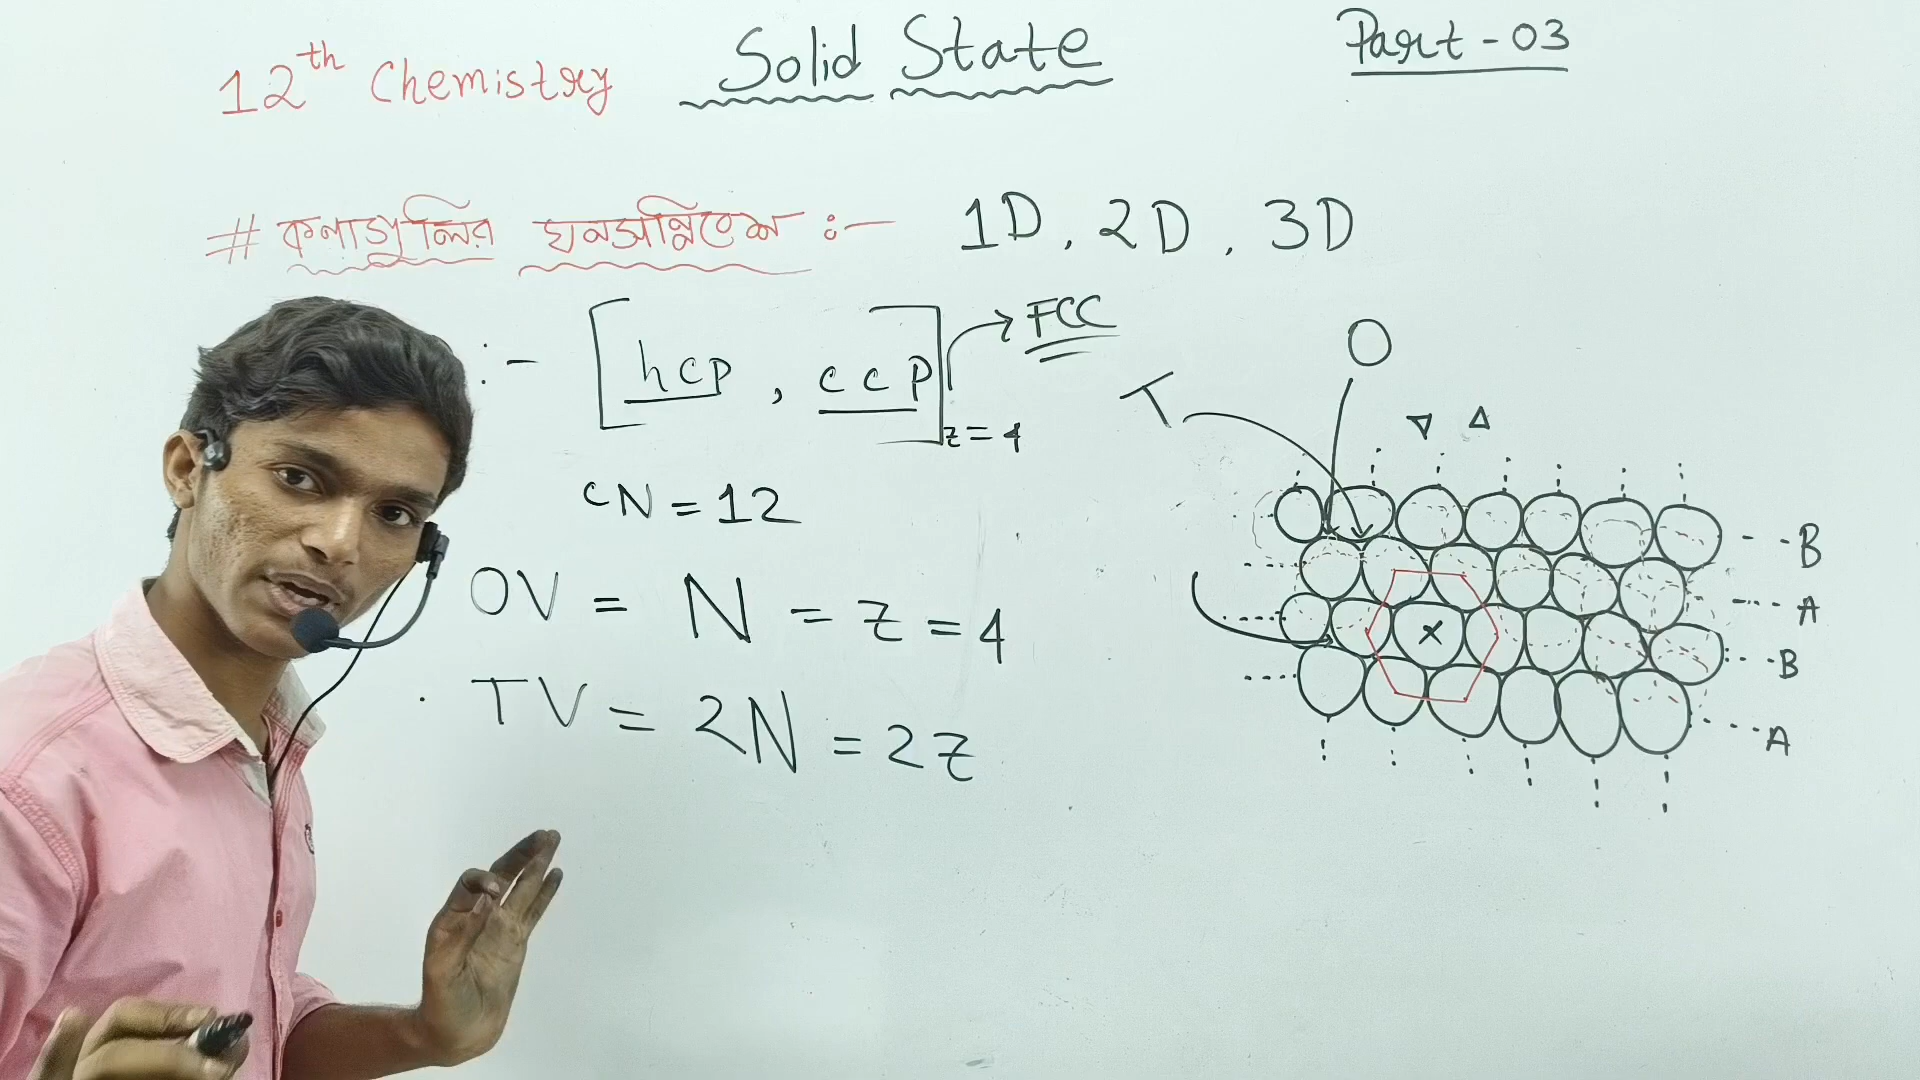 12th Chemistry Solid State Part-03
# কণাগুলির ঘনসন্নিবেশ :- 1D, 2D, 3D
:- [hcp, ccp] z=4 → FCC
CN = 12
OV = N = Z = 4
TV = 2N = 2Z
O
T
▽ △
B
A
× B
A